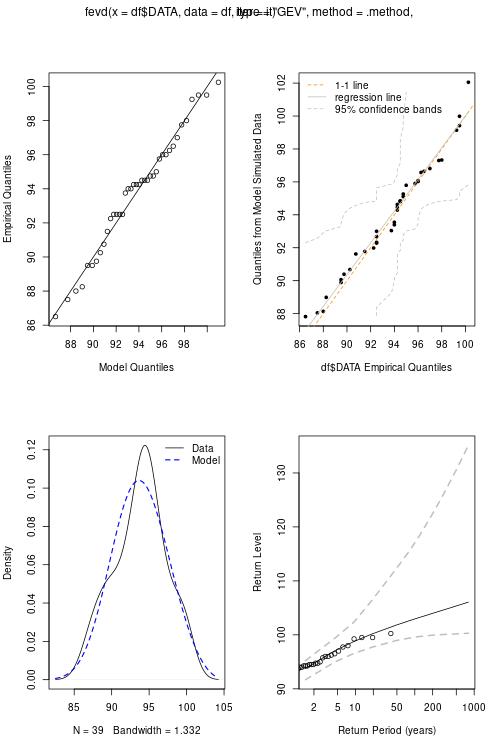 fevd(x = df$DATA, data = df, "GEV", method = .method,
Empirical Quantiles
100
98
96
94
92
90
88
86
88 90 92 94 96 98
Model Quantiles
Quantiles from Model Simulated Data
102
100
98
96
94
92
90
88
1-1 line
regression line
95% confidence bands
86 88 90 92 94 96 98 100
df$DATA Empirical Quantiles
Density
0.12
0.10
0.08
0.06
0.04
0.02
0.00
Data
Model
85 90 95 100 105
N = 39 Bandwidth = 1.332
Return Level
130
120
110
100
90
2 5 10 50 200 1000
Return Period (years)